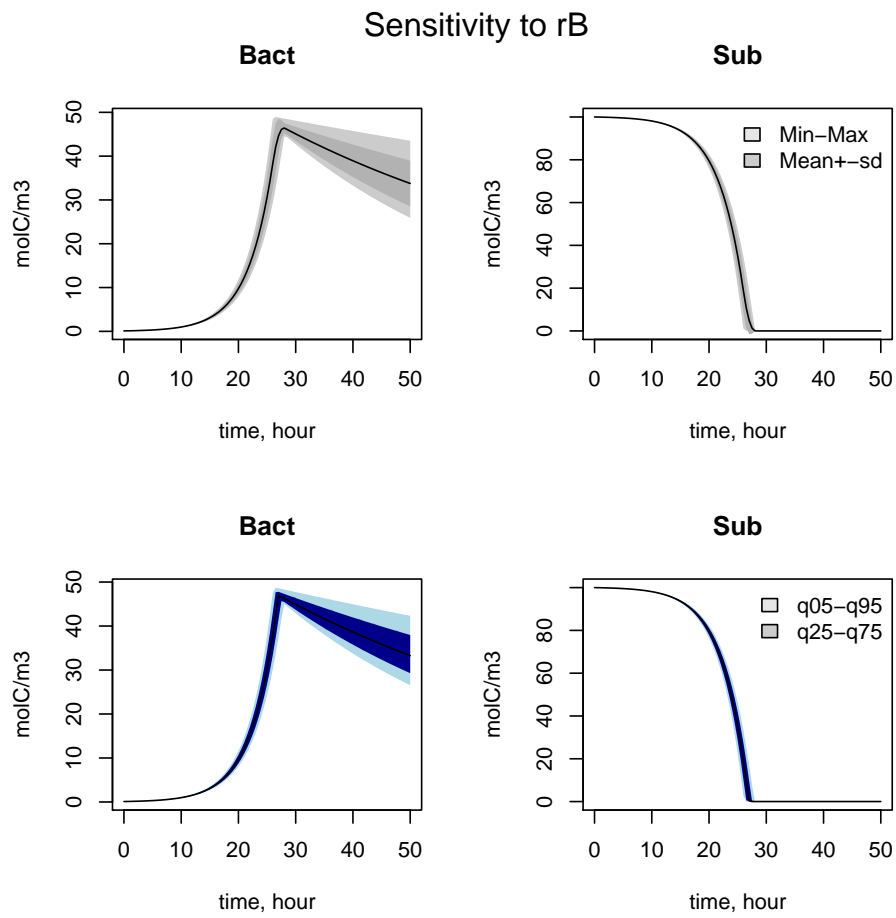 Sensitivity to rB
Bact
Sub
molC/m3
0 10 20 30 40 50
0 10 20 30 40 50
time, hour
molC/m3
0 20 40 60 80
0 10 20 30 40 50
time, hour
Min−Max
Mean+−sd
Bact
Sub
molC/m3
0 10 20 30 40 50
0 10 20 30 40 50
time, hour
molC/m3
0 20 40 60 80
0 10 20 30 40 50
time, hour
q05−q95
q25−q75